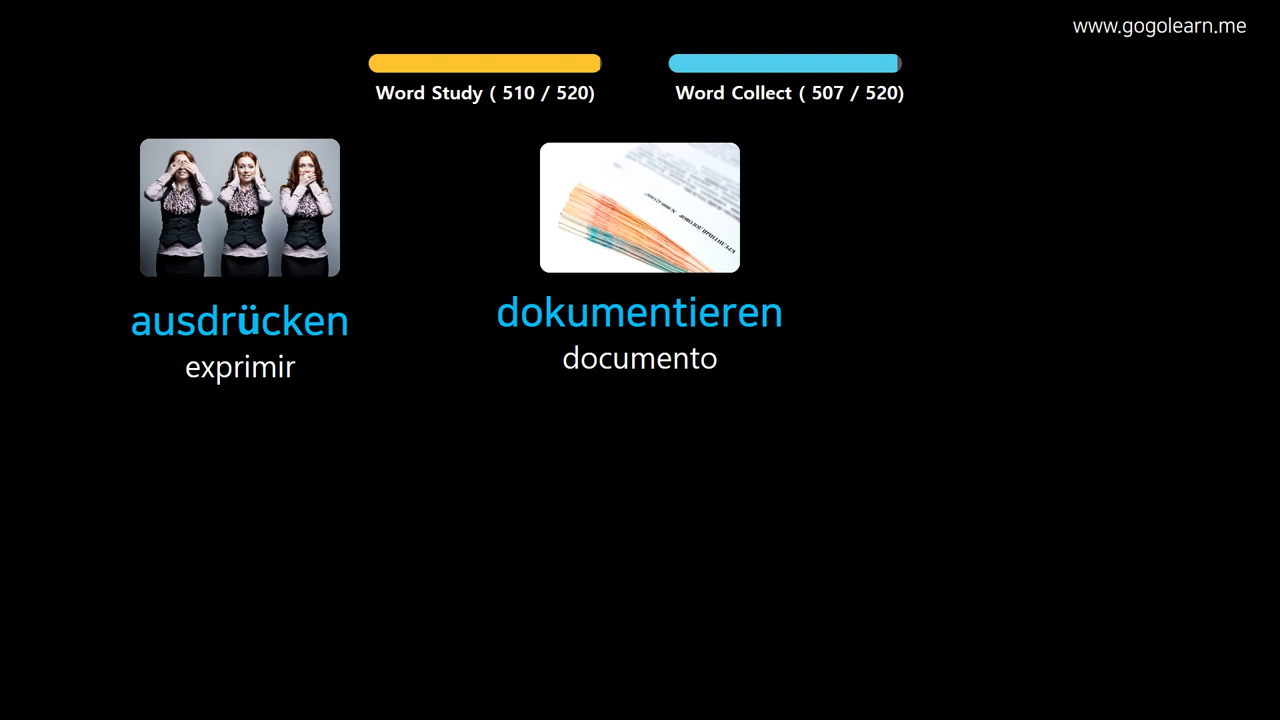 www.gogolearn.me
Word Study ( 510 / 520)
Word Collect ( 507 / 520)
ausdrücken
exprimir
dokumentieren
documento